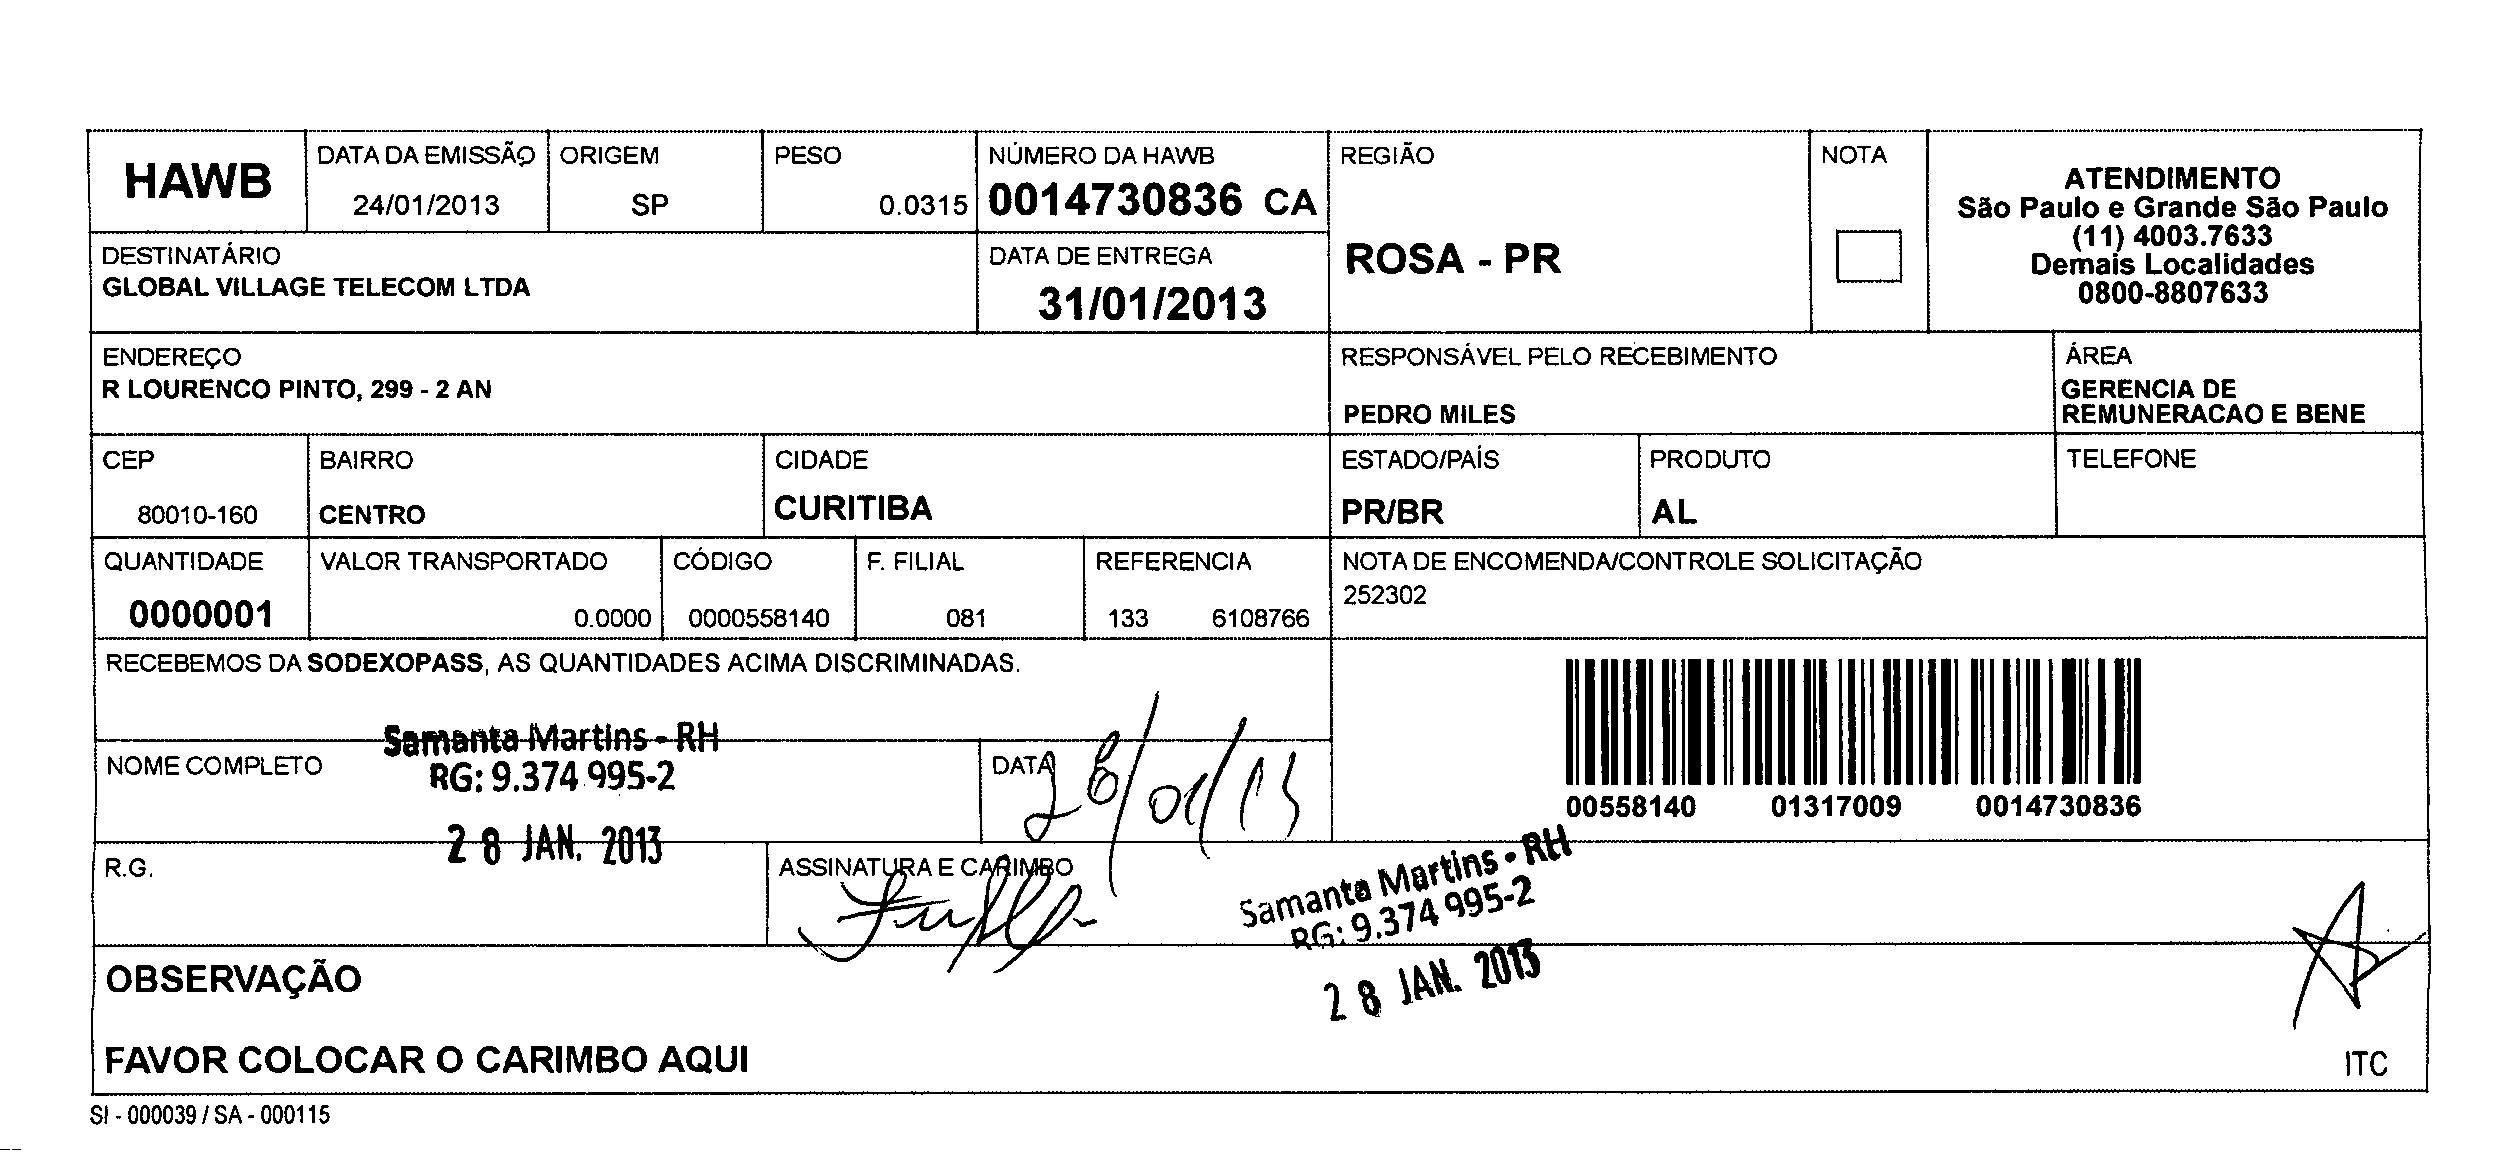 HAWB
DATA DA EMISSÃO
24/01/2013
ORIGEM
SP
PESO
0.0315
NÚMERO DA HAWB
0014730836 CA
REGIÃO
ROSA - PR
NOTA
ATENDIMENTO
São Paulo e Grande São Paulo
(11) 4003.7633
Demais Localidades
0800-8807633
DESTINATÁRIO
GLOBAL VILLAGE TELECOM LTDA
DATA DE ENTREGA
31/01/2013
ENDEREÇO
R LOURENCO PINTO, 299 - 2 AN
RESPONSÁVEL PELO RECEBIMENTO
PEDRO MILES
ÁREA
GERENCIA DE
REMUNERACAO E BENE
CEP
80010-160
BAIRRO
CENTRO
CIDADE
CURITIBA
ESTADO/PAÍS
PR/BR
PRODUTO
AL
TELEFONE
QUANTIDADE
0000001
VALOR TRANSPORTADO
0.0000
CÓDIGO
0000558140
F. FILIAL
081
REFERENCIA
133 6108766
NOTA DE ENCOMENDA/CONTROLE SOLICITAÇÃO
252302
RECEBEMOS DA SODEXOPASS, AS QUANTIDADES ACIMA DISCRIMINADAS.
00558140 01317009 0014730836
NOME COMPLETO
Samanta Martins - RH
RG: 9.374 995-2
28 JAN. 2013
DATA
28/01/13
R.G.
ASSINATURA E CARIMBO
Samanta Martins - RH
RG: 9.374 995-2
28 JAN. 2013
OBSERVAÇÃO
FAVOR COLOCAR O CARIMBO AQUI
ITC
SI - 000039 / SA - 000115